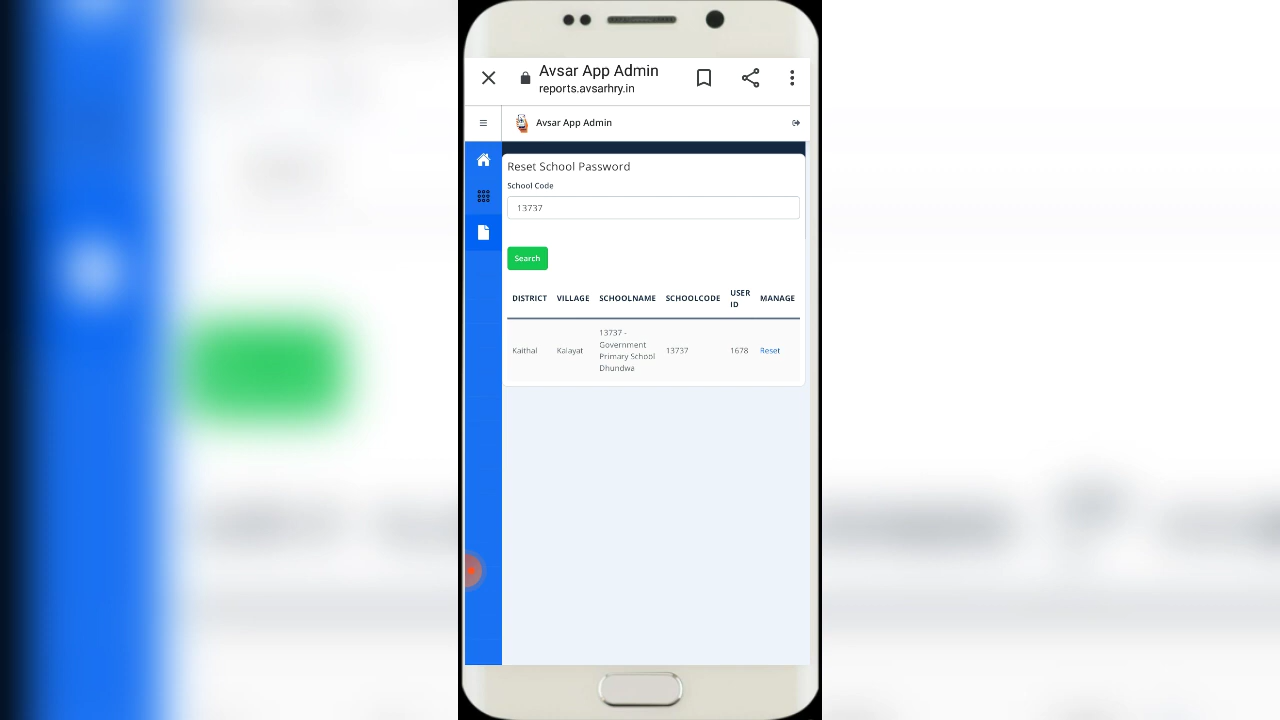 Avsar App Admin
reports.avsarhry.in
Avsar App Admin
Reset School Password
School Code
13737
Search
DISTRICT VILLAGE SCHOOLNAME SCHOOLCODE USER ID MANAGE
Kaithal Kalayat 13737 - Government Primary School Dhundwa 13737 1678 Reset